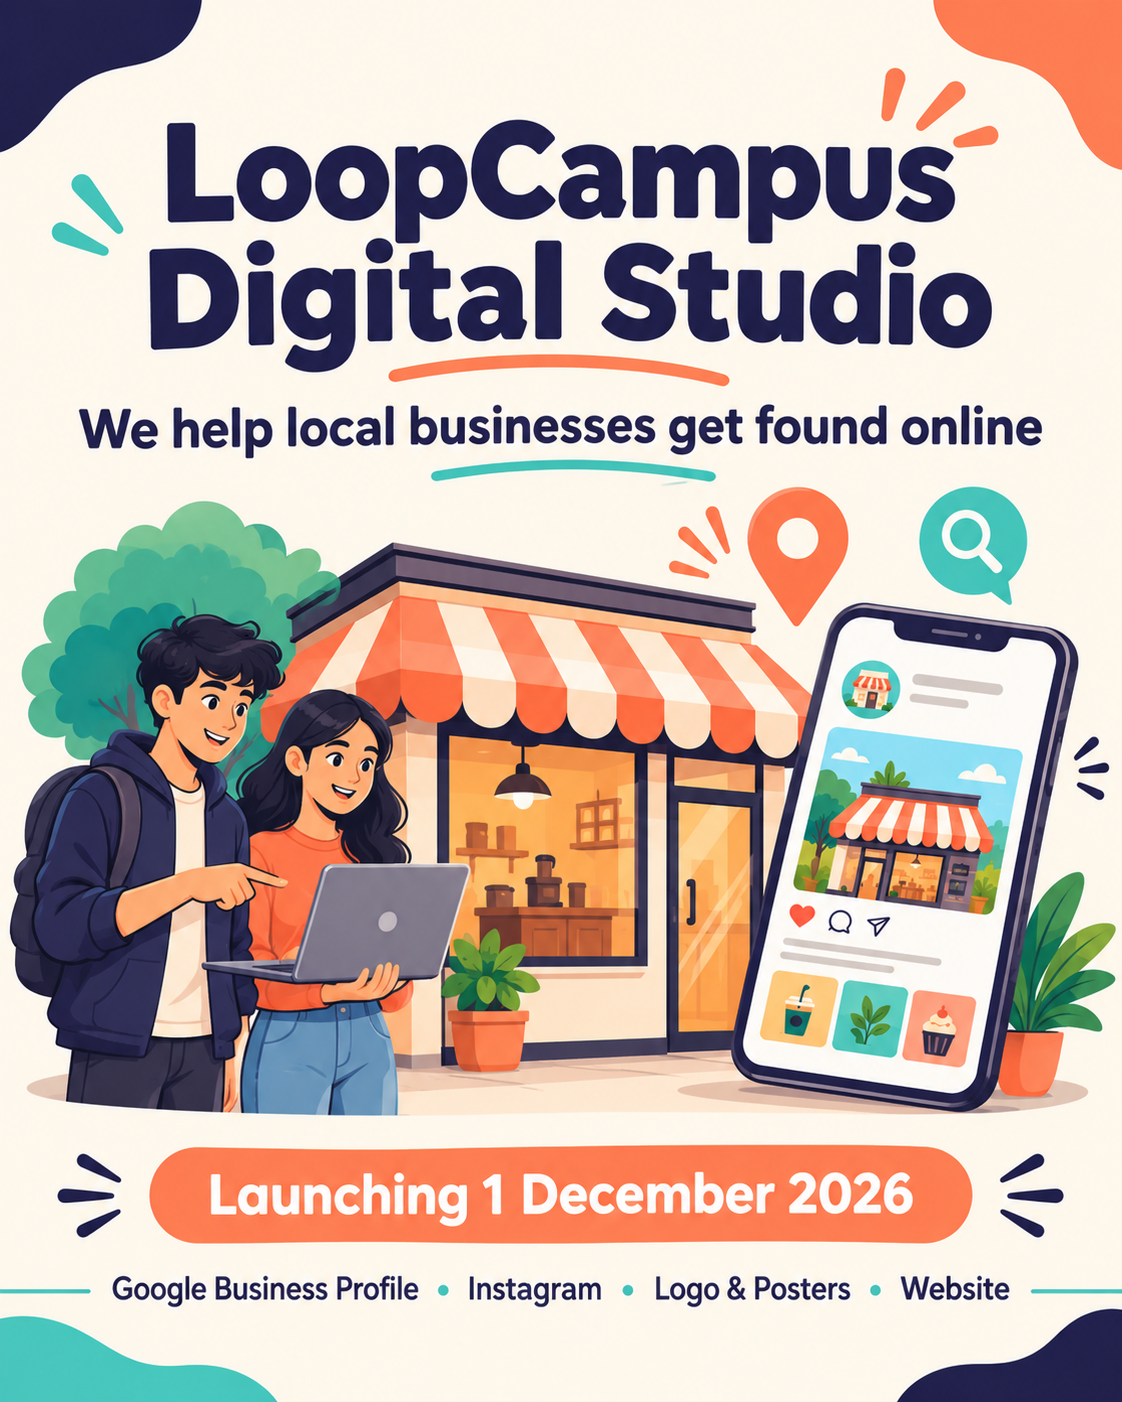 LoopCampus
Digital Studio
We help local businesses get found online
Launching 1 December 2026
Google Business Profile • Instagram • Logo & Posters • Website